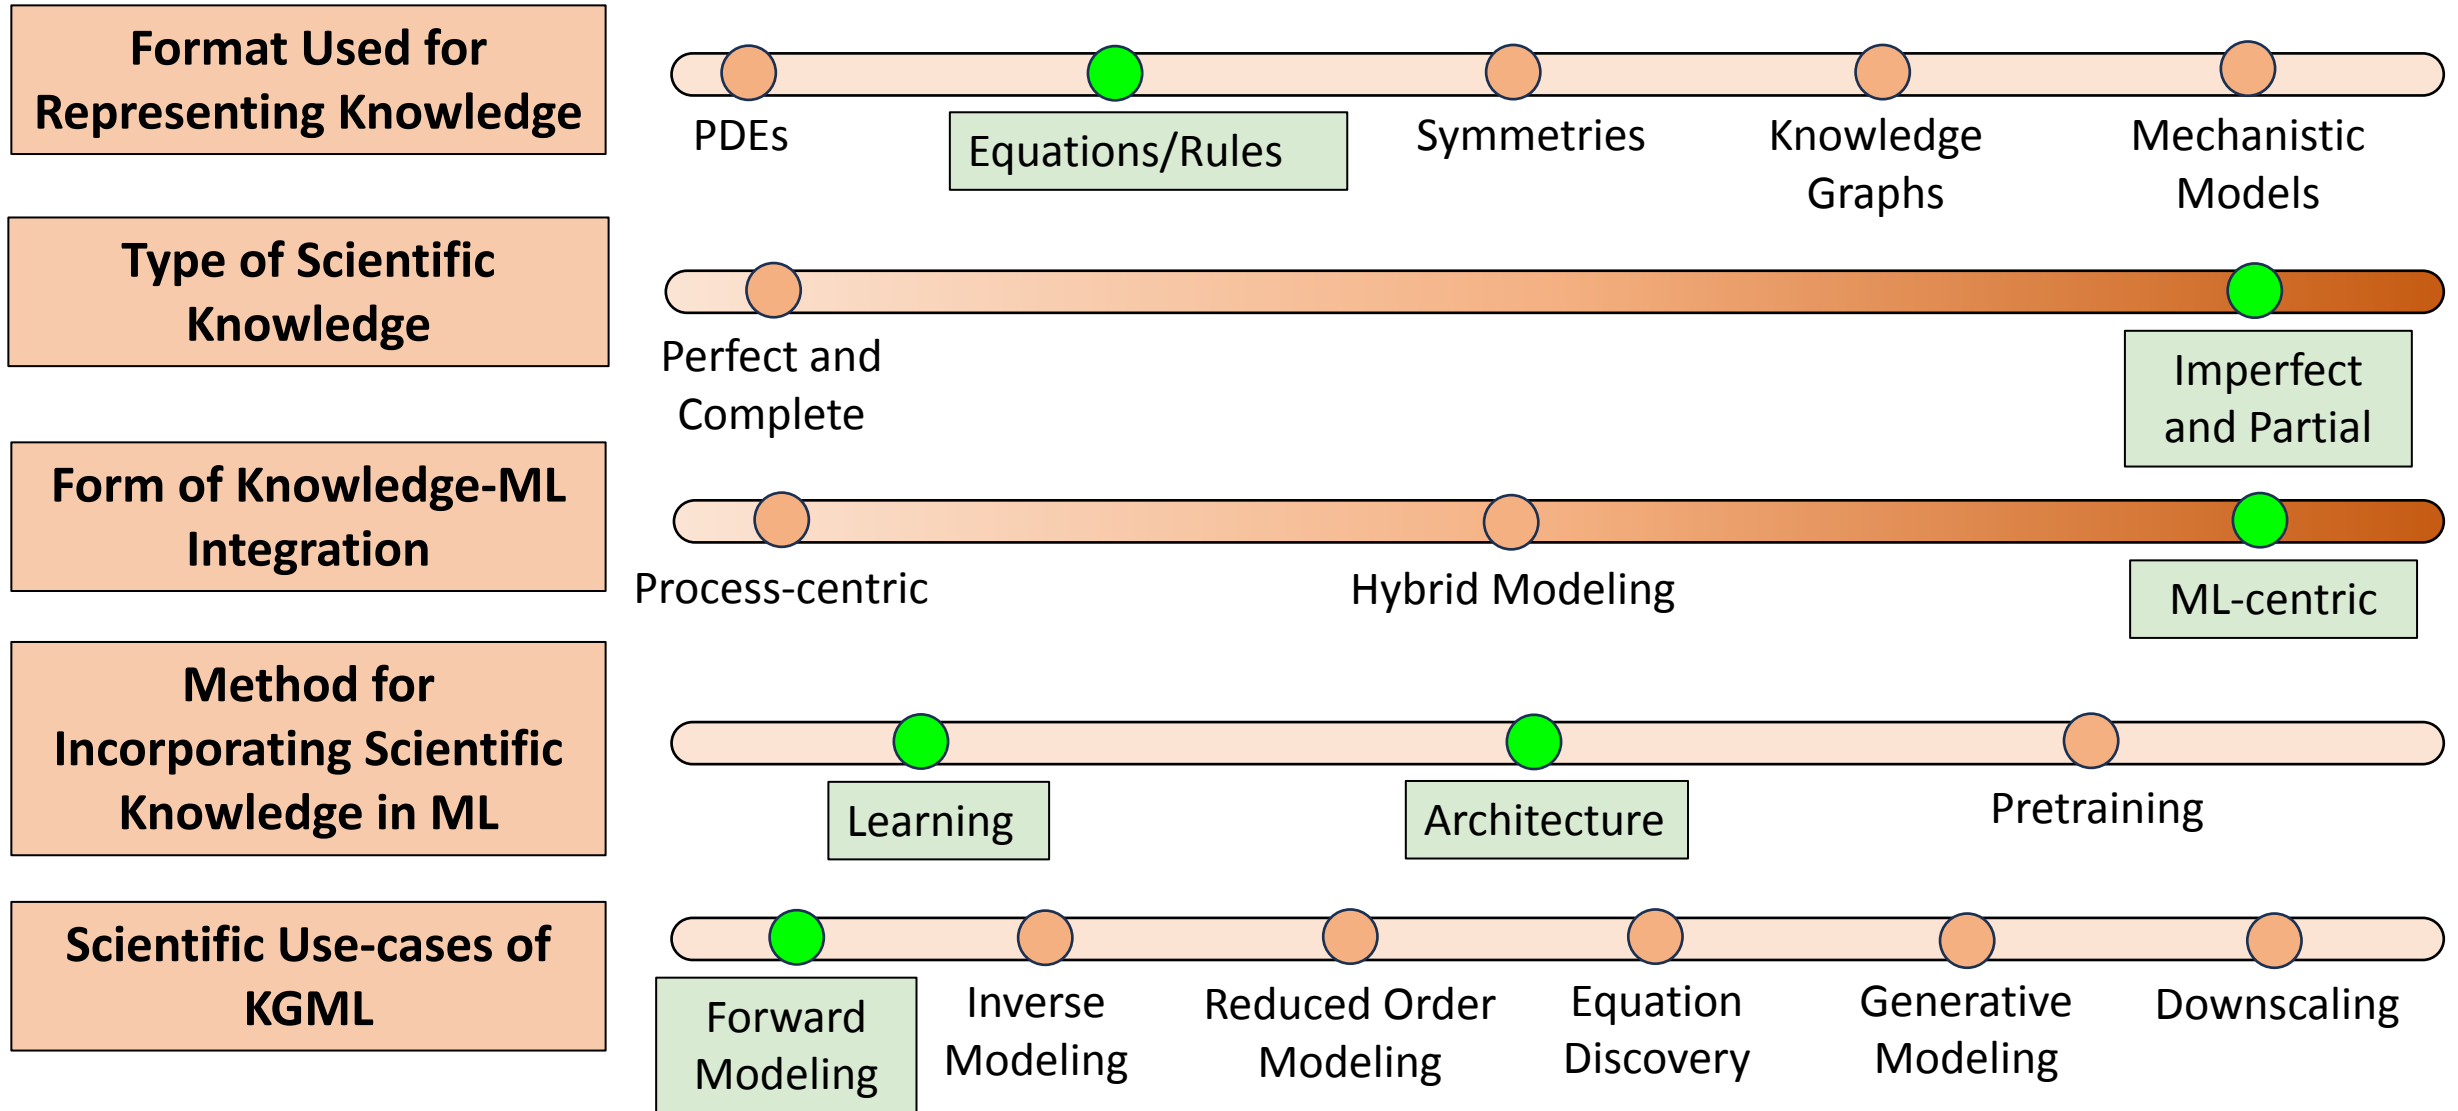 Format Used for
Representing Knowledge
PDEs
Equations/Rules
Symmetries
Knowledge
Graphs
Mechanistic
Models
Type of Scientific
Knowledge
Perfect and
Complete
Imperfect
and Partial
Form of Knowledge-ML
Integration
Process-centric
Hybrid Modeling
ML-centric
Method for
Incorporating Scientific
Knowledge in ML
Learning
Architecture
Pretraining
Scientific Use-cases of
KGML
Forward
Modeling
Inverse
Modeling
Reduced Order
Modeling
Equation
Discovery
Generative
Modeling
Downscaling